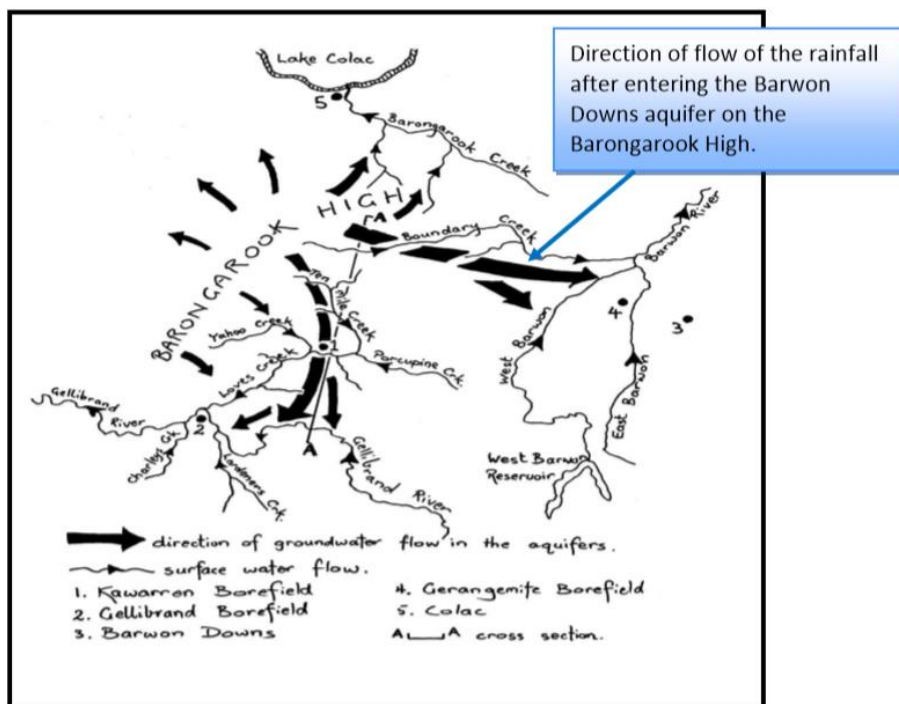 Direction of flow of the rainfall
after entering the Barwon
Downs aquifer on the
Barongarook High.
Lake Colac
5
Barongarook Creek
HIGH
A
Boundary Creek
Barwon River
BARONGAROOK
Ten Mile Creek
Yahoo Creek
1
Porcupine Crk.
Loves Creek
West Barwon
4
3
East Barwon
Gellibrand River
2
Charleys Ck.
Lardeners Crk.
A
Gellibrand River
West Barwon
Reservoir
direction of groundwater flow in the aquifers.
surface water flow.
1. Kawarren Borefield
2. Gellibrand Borefield
3. Barwon Downs
4. Gerangemite Borefield
5. Colac
A A cross section.